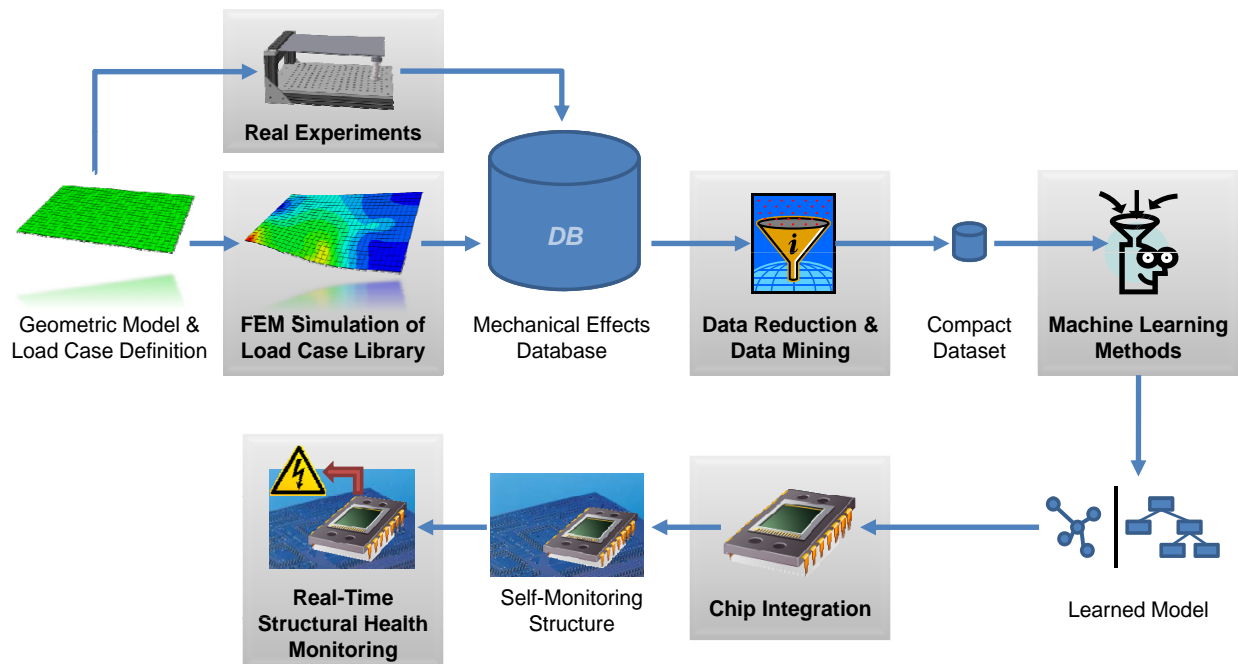 Real Experiments
Geometric Model &
Load Case Definition
FEM Simulation of
Load Case Library
DB
Mechanical Effects
Database
i
Data Reduction &
Data Mining
Compact
Dataset
Machine Learning
Methods
Learned Model
Chip Integration
Self-Monitoring
Structure
Real-Time
Structural Health
Monitoring